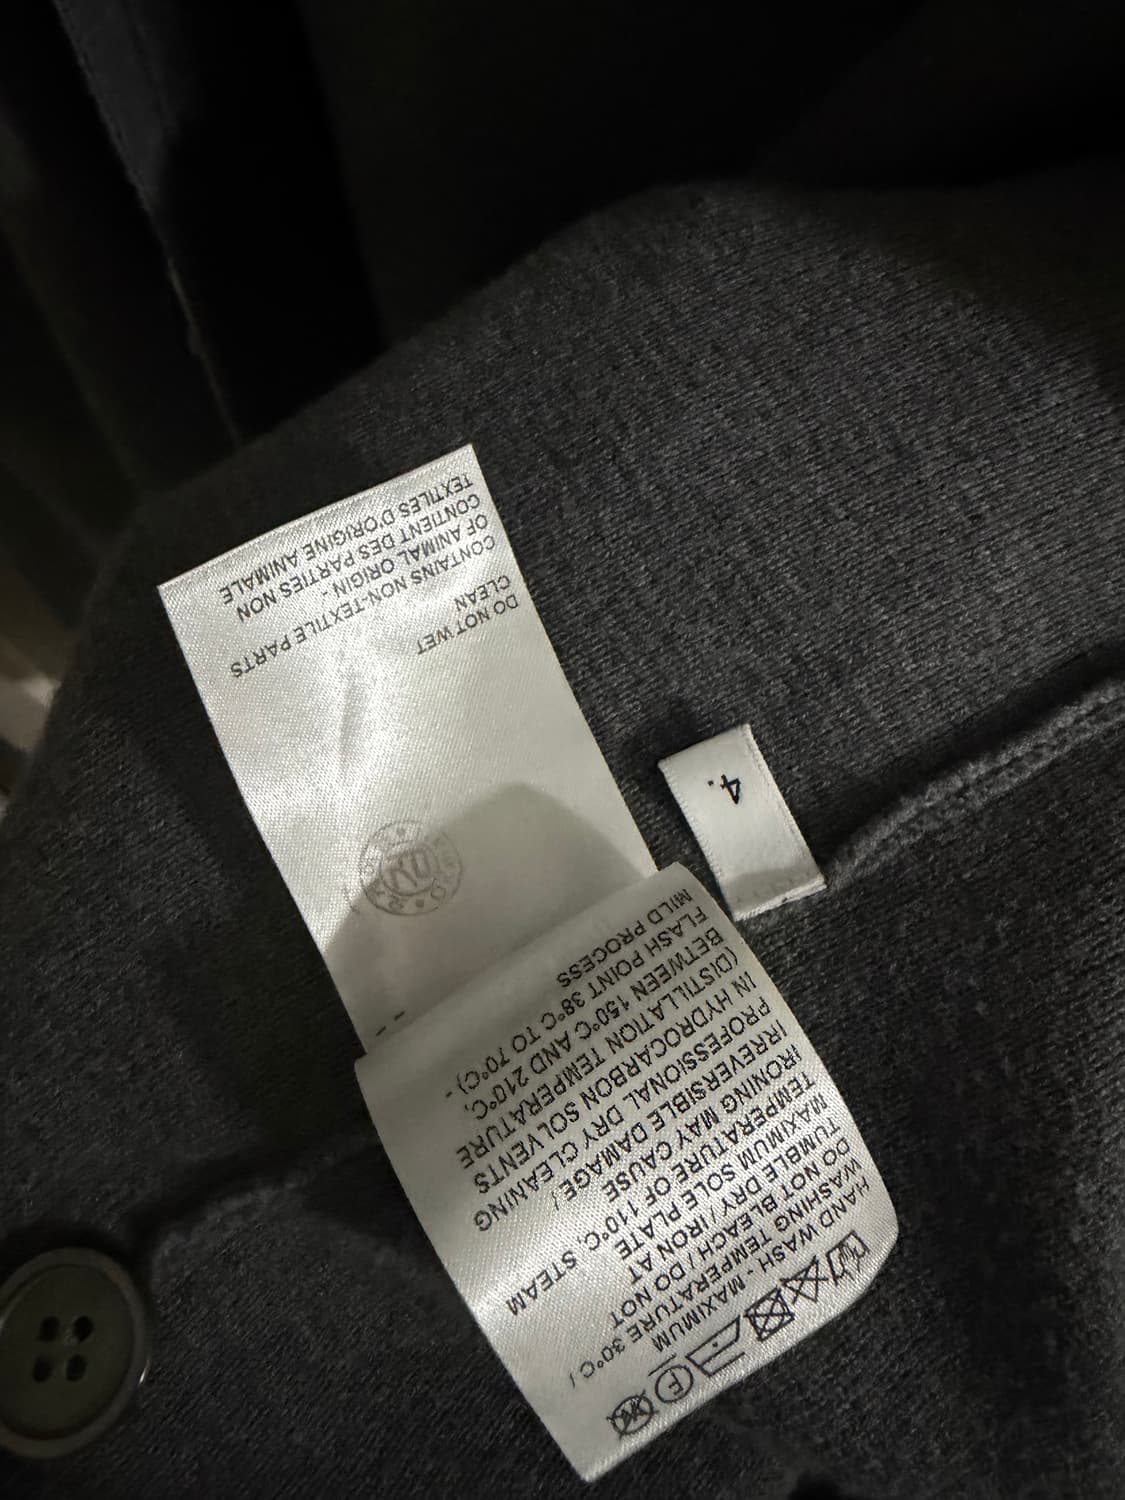 F
HAND WASH - MAXIMUM
WASHING TEMPERATURE 30°C /
DO NOT BLEACH / DO NOT
TUMBLE DRY / IRON AT
MAXIMUM SOLE PLATE
TEMPERATURE OF 110°C, STEAM
IRONING MAY CAUSE
IRREVERSIBLE DAMAGE /
PROFESSIONAL DRY CLEANING
IN HYDROCARBON SOLVENTS
(DISTILLATION TEMPERATURE
BETWEEN 150°C AND 210°C,
FLASH POINT 38°C TO 70°C) -
MILD PROCESS
4.
DO NOT WET
CLEAN
CONTAINS NON-TEXTILE PARTS
OF ANIMAL ORIGIN -
CONTIENT DES PARTIES NON
TEXTILES D'ORIGINE ANIMALE